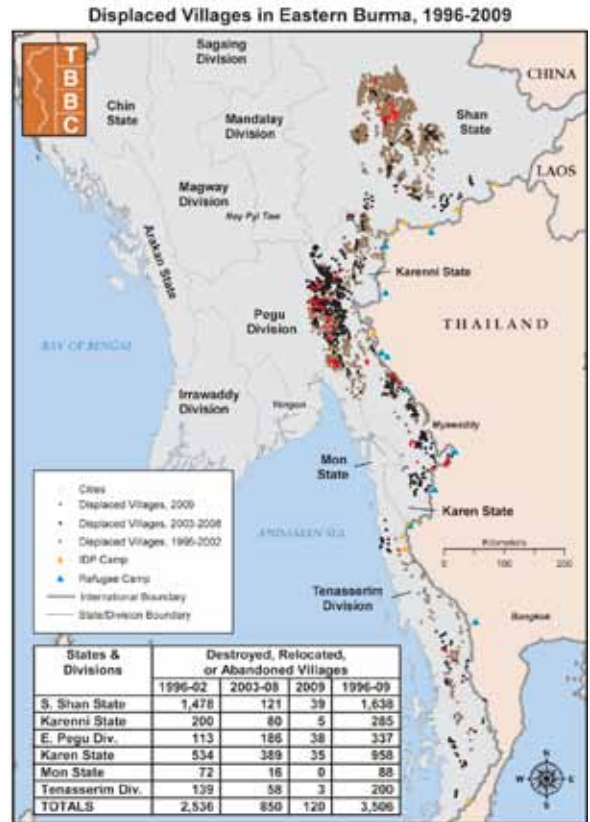 Displaced Villages in Eastern Burma, 1996-2009
T
B
B
C
Sagaing
Division
CHINA
Chin
State
Mandalay
Division
Shan
State
LAOS
Magway
Division
Nay Pyi Taw
Arakan State
Karenni State
Pegu
Division
THAILAND
BAY OF BENGAL
Irrawaddy
Division
Yangon
Myawaddy
Mon
State
Karen State
ANDAMAN SEA
Kilometers
0 100 200
Tenasserim
Division
Bangkok
Cities
Displaced Villages, 2009
Displaced Villages, 2003-2008
Displaced Villages, 1996-2002
IDP Camp
Refugee Camp
International Boundary
State/Division Boundary
States & Divisions Destroyed, Relocated, or Abandoned Villages
1996-02 2003-08 2009 1996-09
S. Shan State 1,478 121 39 1,638
Karenni State 200 80 5 285
E. Pegu Div. 113 186 38 337
Karen State 534 389 35 958
Mon State 72 16 0 88
Tenasserim Div. 139 58 3 200
TOTALS 2,536 850 120 3,506
N
W E
S